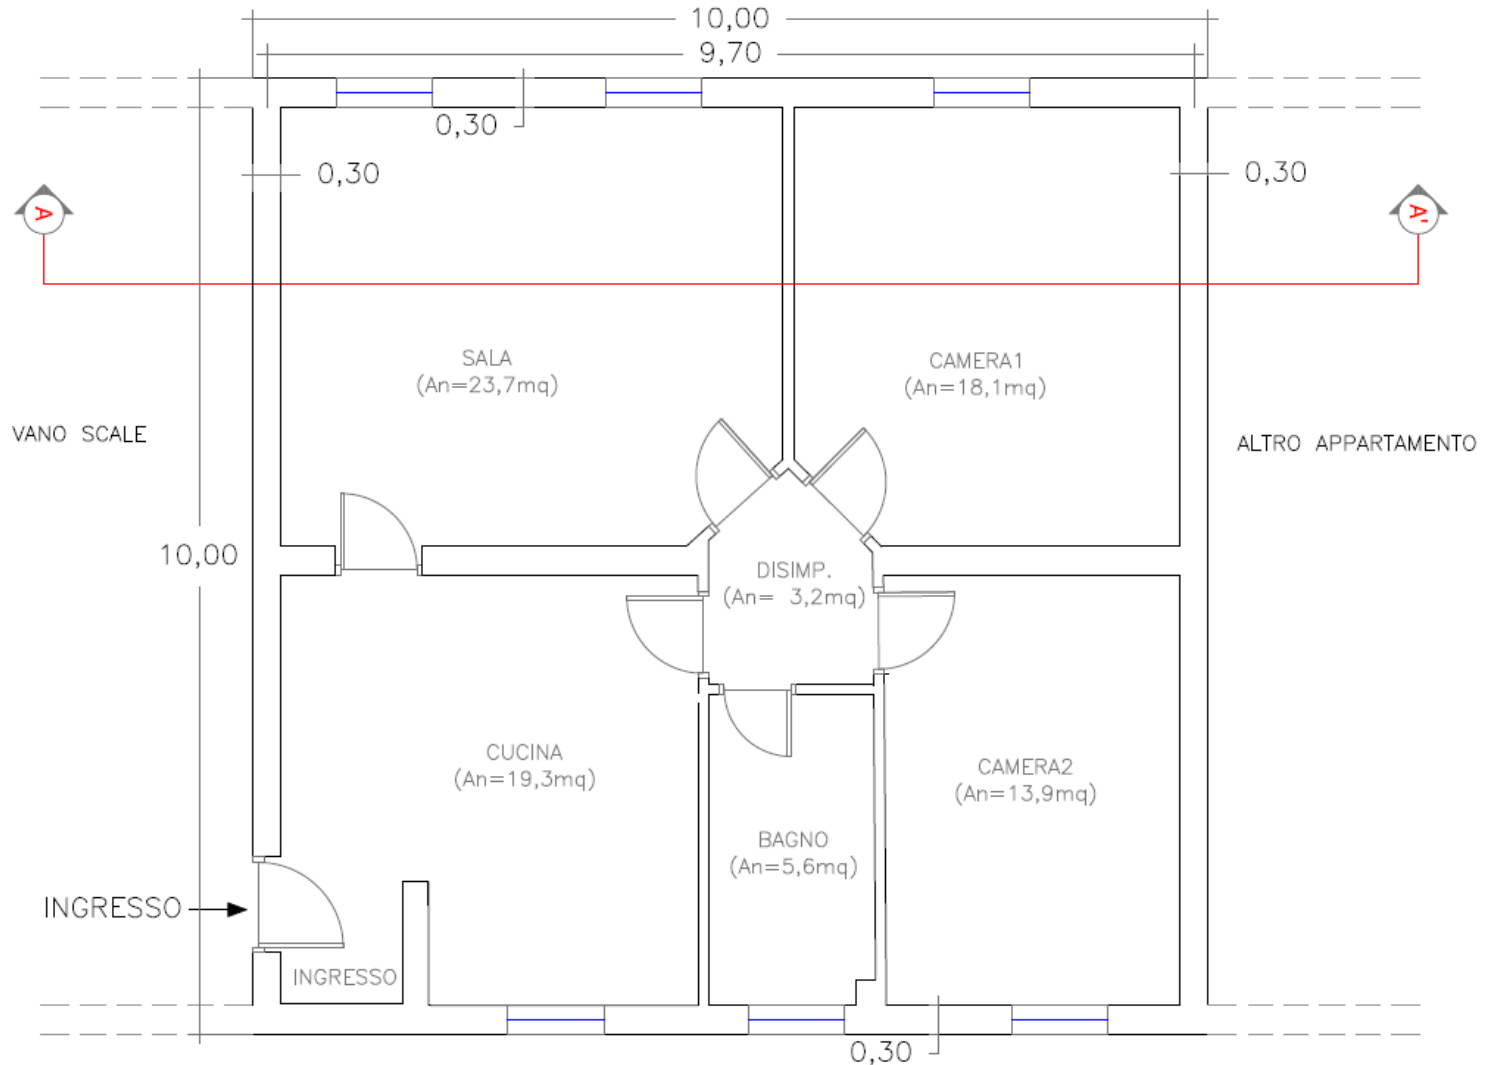 10,00
9,70
0,30
0,30
0,30
A
A'
SALA
(An=23,7mq)
CAMERA1
(An=18,1mq)
VANO SCALE
ALTRO APPARTAMENTO
10,00
DISIMP.
(An= 3,2mq)
CUCINA
(An=19,3mq)
CAMERA2
(An=13,9mq)
BAGNO
(An=5,6mq)
INGRESSO
INGRESSO
0,30